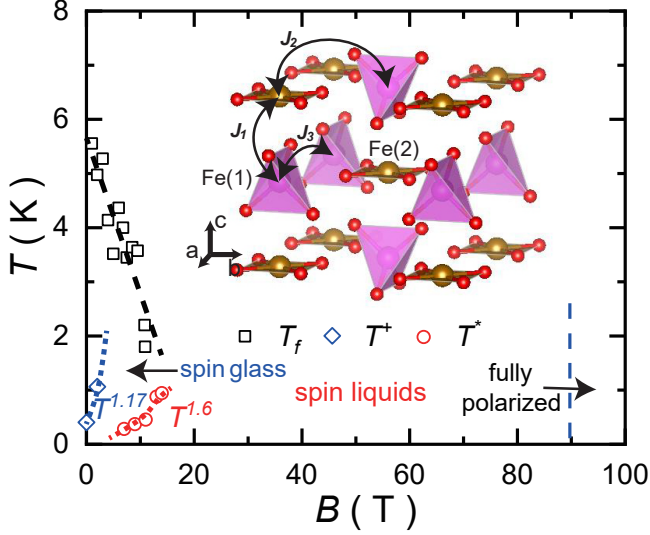 8
6
4
2
0
T ( K )
J₂
J₁
J₃
Fe(1)
Fe(2)
c
a
b
T_f
T⁺
T^*
spin glass
T^1.17
T^1.6
spin liquids
fully
polarized
0
20
40
60
80
100
B ( T )